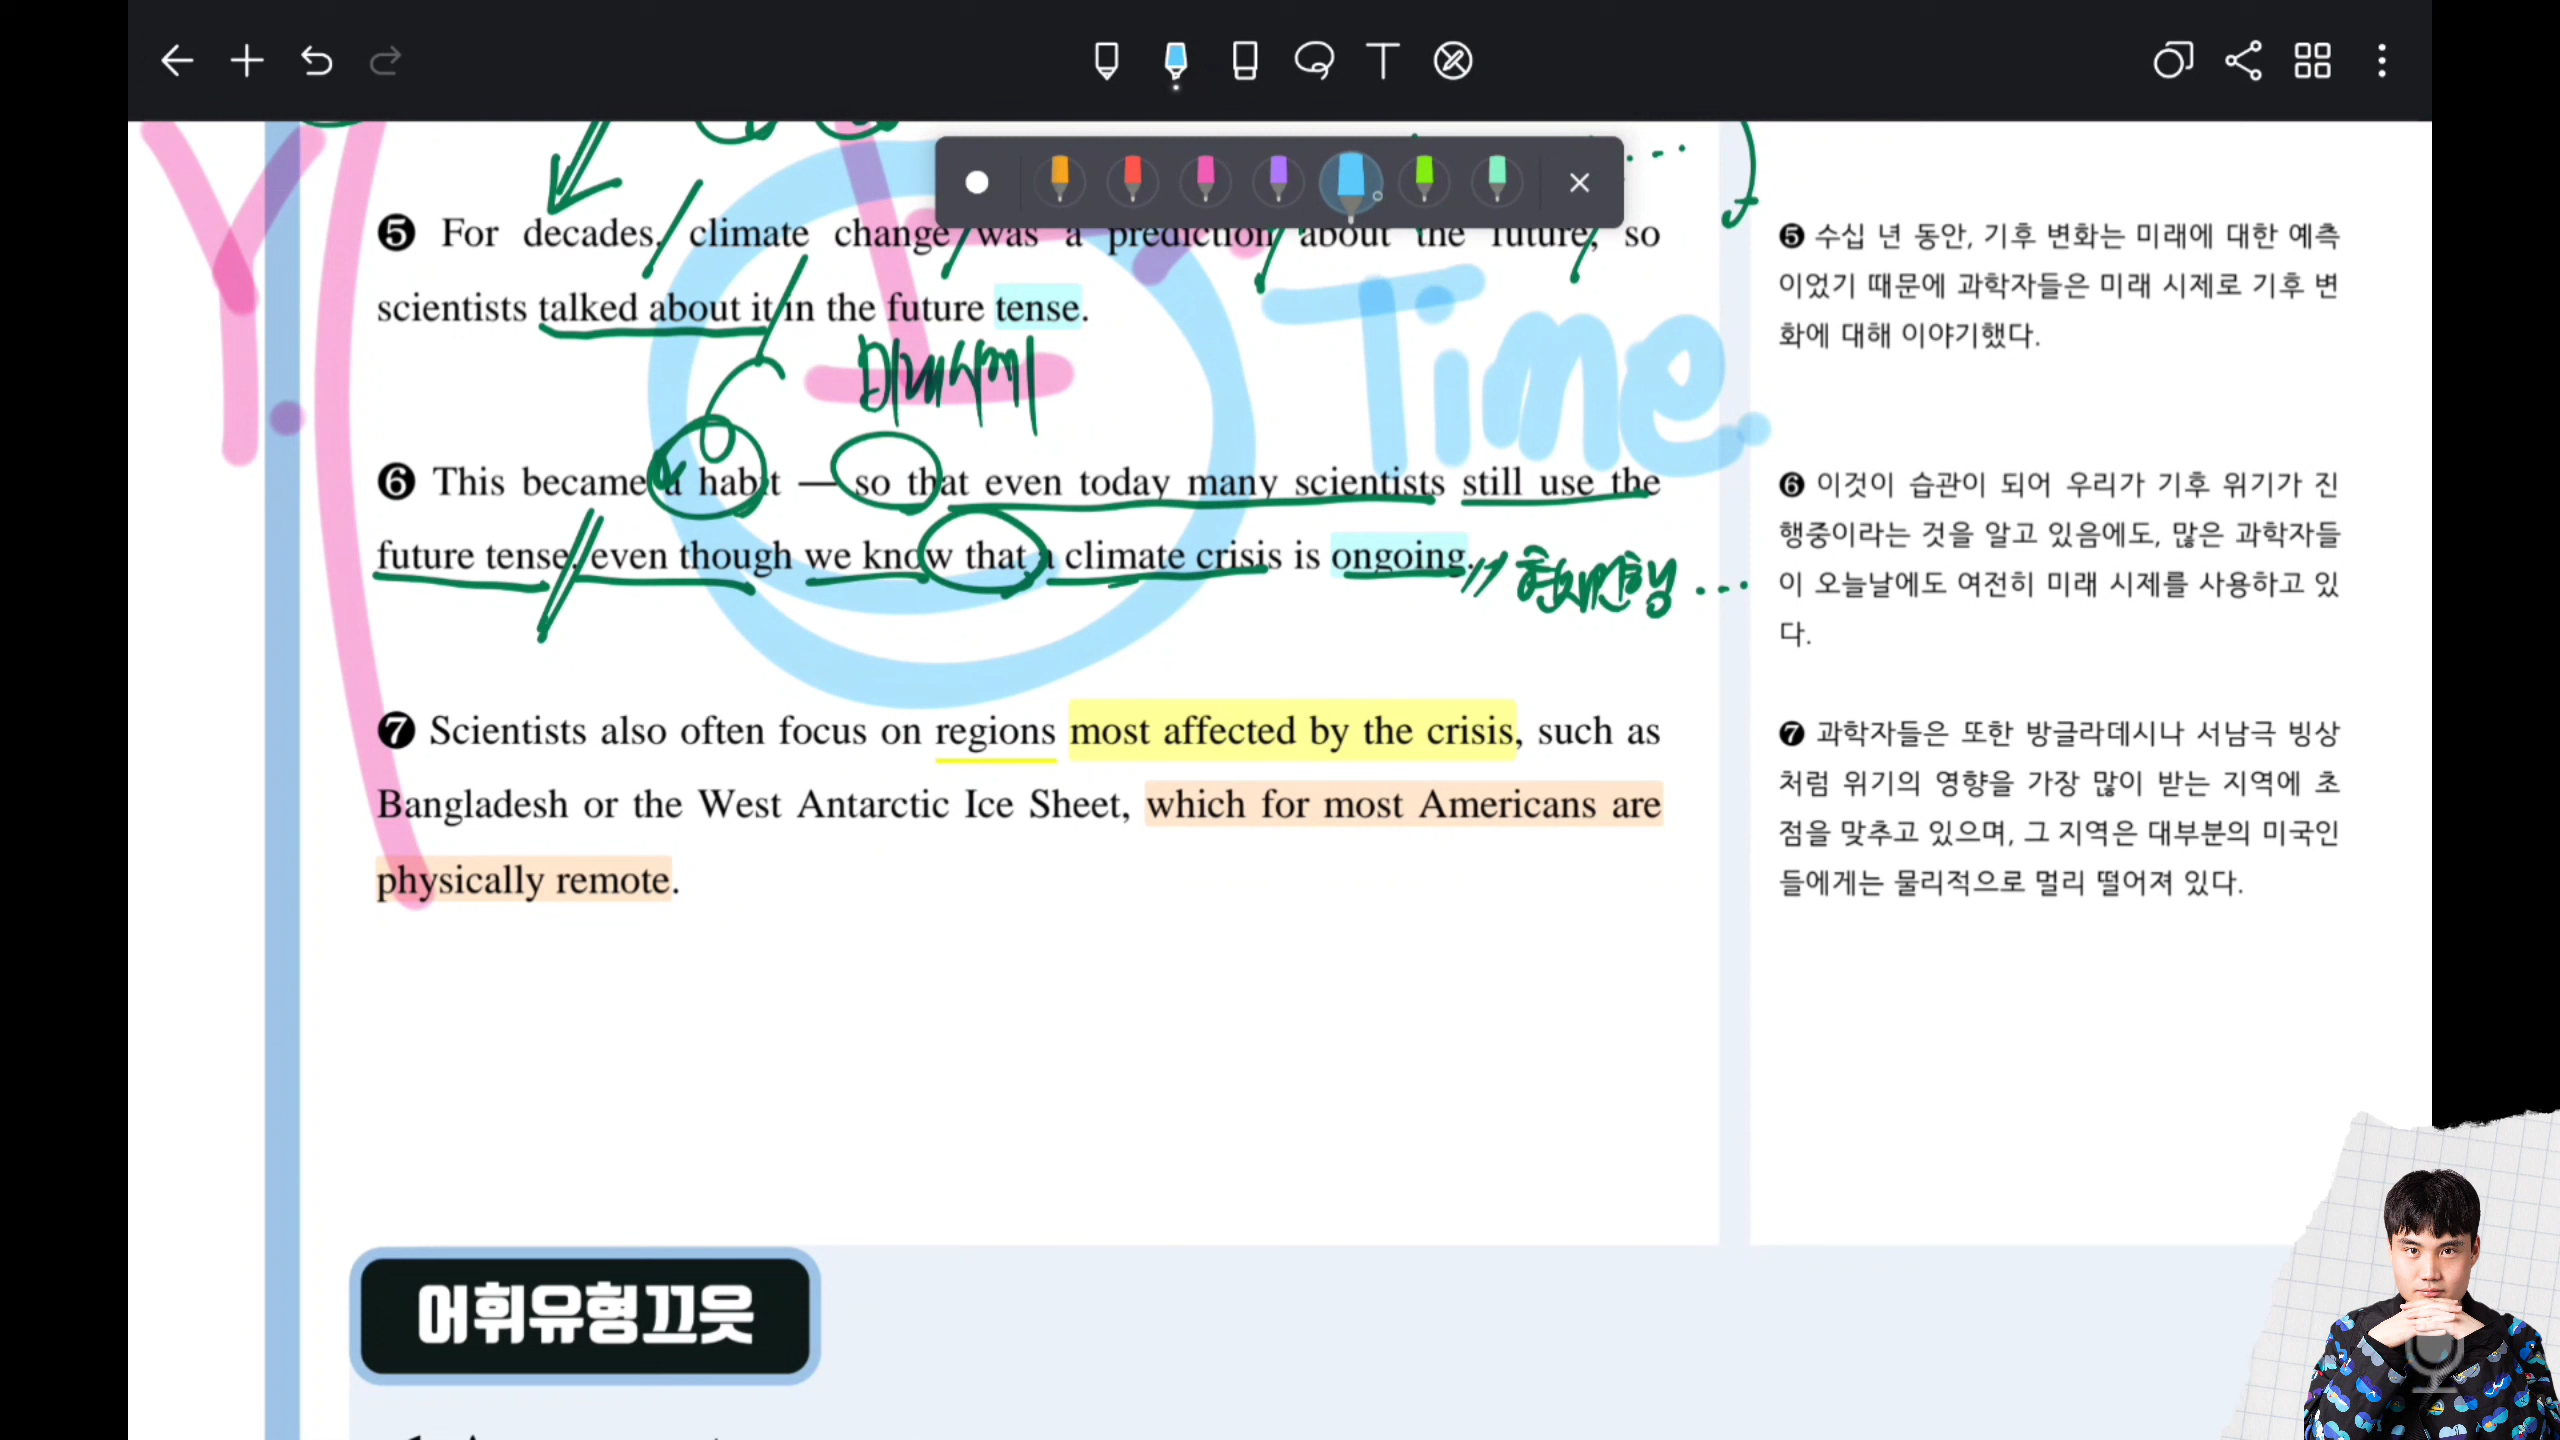 ❺ For decades, climate change was a prediction about the future, so
scientists talked about it in the future tense.
미래시제
Time.
❻ This became a habit — so that even today many scientists still use the
future tense, even though we know that a climate crisis is ongoing.
현재진행 ...
❼ Scientists also often focus on regions most affected by the crisis, such as
Bangladesh or the West Antarctic Ice Sheet, which for most Americans are
physically remote.
❺ 수십 년 동안, 기후 변화는 미래에 대한 예측
이었기 때문에 과학자들은 미래 시제로 기후 변
화에 대해 이야기했다.
❻ 이것이 습관이 되어 우리가 기후 위기가 진
행중이라는 것을 알고 있음에도, 많은 과학자들
이 오늘날에도 여전히 미래 시제를 사용하고 있
다.
❼ 과학자들은 또한 방글라데시나 서남극 빙상
처럼 위기의 영향을 가장 많이 받는 지역에 초
점을 맞추고 있으며, 그 지역은 대부분의 미국인
들에게는 물리적으로 멀리 떨어져 있다.
어휘유형끄읏